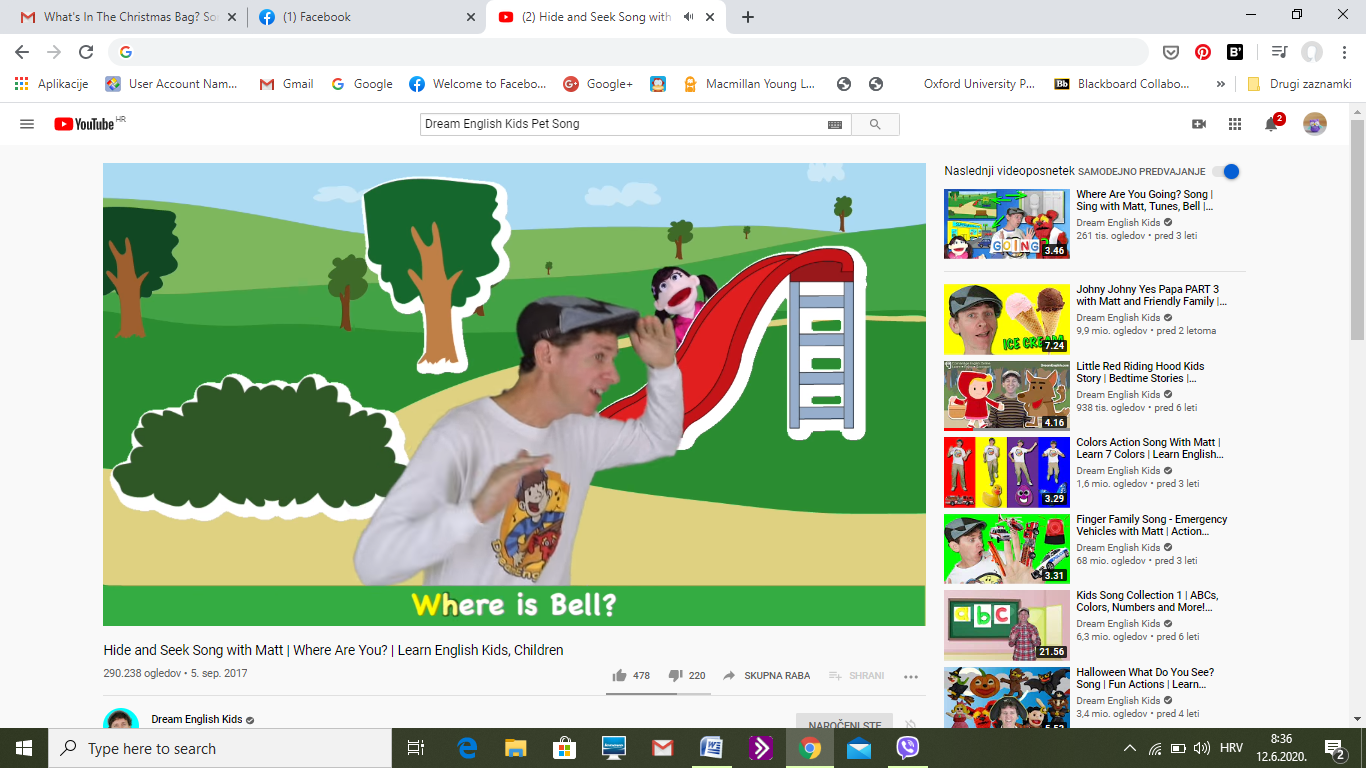 What's In The Christmas Bag? So
(1) Facebook
(2) Hide and Seek Song with
Aplikacije
User Account Nam...
Gmail
Google
Welcome to Facebo...
Google+
Macmillan Young L...
Oxford University P...
Bb
Blackboard Collabo...
»
Drugi zaznamki
YouTube HR
Dream English Kids Pet Song
2
Where is Bell?
Hide and Seek Song with Matt | Where Are You? | Learn English Kids, Children
290.238 ogledov • 5. sep. 2017
478
220
SKUPNA RABA
SHRANI
Dream English Kids
NAROČENI STE
Naslednji videoposnetek
SAMODEJNO PREDVAJANJE
GOING
3.46
Where Are You Going? Song |
Sing with Matt, Tunes, Bell |...
Dream English Kids
261 tis. ogledov • pred 3 leti
ICE CREAM
7.24
Johny Johny Yes Papa PART 3
with Matt and Friendly Family |...
Dream English Kids
9,9 mio. ogledov • pred 2 letoma
4.16
Little Red Riding Hood Kids
Story | Bedtime Stories |...
Dream English Kids
938 tis. ogledov • pred 6 leti
3.29
Colors Action Song With Matt |
Learn 7 Colors | Learn English...
Dream English Kids
1,6 mio. ogledov • pred 3 leti
3.31
Finger Family Song - Emergency
Vehicles with Matt | Action...
Dream English Kids
68 mio. ogledov • pred 3 leti
a b c
21.56
Kids Song Collection 1 | ABCs,
Colors, Numbers and More!...
Dream English Kids
6,3 mio. ogledov • pred 6 leti
Halloween What Do You See?
Song | Fun Actions | Learn...
Dream English Kids
3,4 mio. ogledov • pred 4 leti
Type here to search
HRV
8:36
12.6.2020.
2